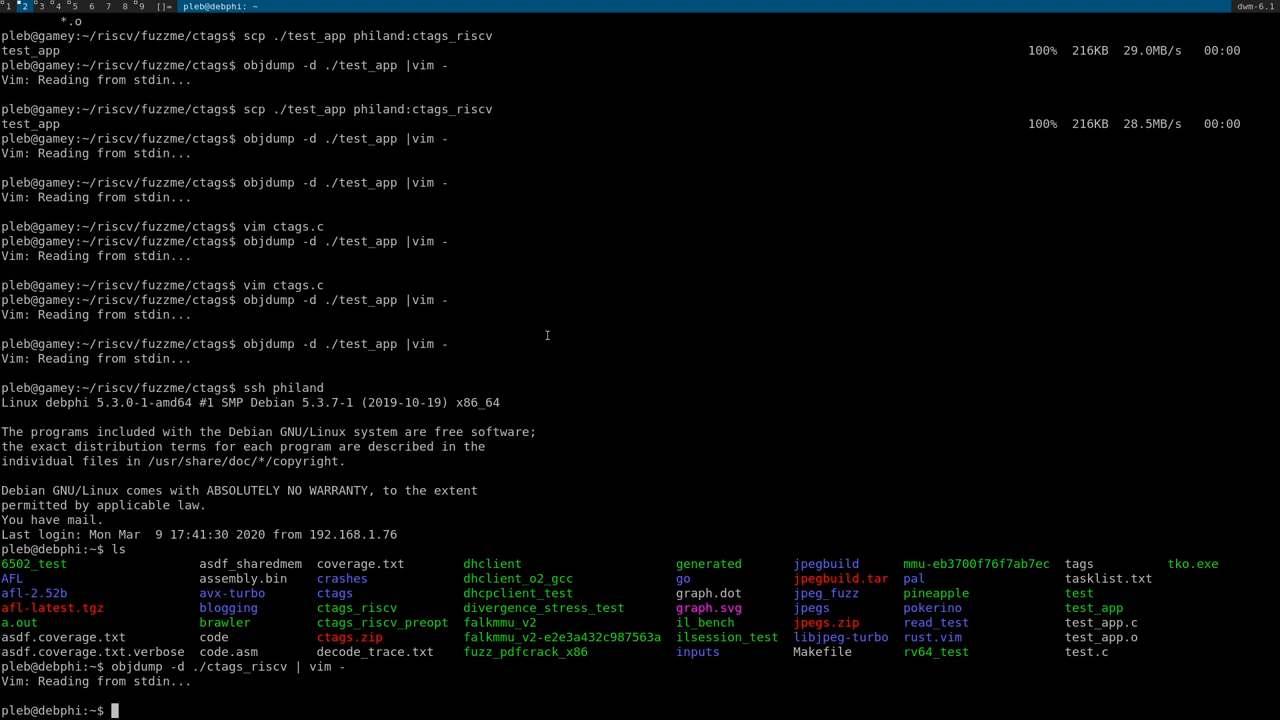 1 2 3 4 5 6 7 8 9 []= pleb@debphi: ~ dwm-6.1
*.o
pleb@gamey:~/riscv/fuzzme/ctags$ scp ./test_app philand:ctags_riscv
test_app 100% 216KB 29.0MB/s 00:00
pleb@gamey:~/riscv/fuzzme/ctags$ objdump -d ./test_app |vim -
Vim: Reading from stdin...
pleb@gamey:~/riscv/fuzzme/ctags$ scp ./test_app philand:ctags_riscv
test_app 100% 216KB 28.5MB/s 00:00
pleb@gamey:~/riscv/fuzzme/ctags$ objdump -d ./test_app |vim -
Vim: Reading from stdin...
pleb@gamey:~/riscv/fuzzme/ctags$ objdump -d ./test_app |vim -
Vim: Reading from stdin...
pleb@gamey:~/riscv/fuzzme/ctags$ vim ctags.c
pleb@gamey:~/riscv/fuzzme/ctags$ objdump -d ./test_app |vim -
Vim: Reading from stdin...
pleb@gamey:~/riscv/fuzzme/ctags$ vim ctags.c
pleb@gamey:~/riscv/fuzzme/ctags$ objdump -d ./test_app |vim -
Vim: Reading from stdin...
pleb@gamey:~/riscv/fuzzme/ctags$ objdump -d ./test_app |vim -
Vim: Reading from stdin...
pleb@gamey:~/riscv/fuzzme/ctags$ ssh philand
Linux debphi 5.3.0-1-amd64 #1 SMP Debian 5.3.7-1 (2019-10-19) x86_64
The programs included with the Debian GNU/Linux system are free software;
the exact distribution terms for each program are described in the
individual files in /usr/share/doc/*/copyright.
Debian GNU/Linux comes with ABSOLUTELY NO WARRANTY, to the extent
permitted by applicable law.
You have mail.
Last login: Mon Mar  9 17:41:30 2020 from 192.168.1.76
pleb@debphi:~$ ls
6502_test asdf_sharedmem coverage.txt dhclient generated jpegbuild mmu-eb3700f76f7ab7ec tags tko.exe
AFL assembly.bin crashes dhclient_o2_gcc go jpegbuild.tar pal tasklist.txt
afl-2.52b avx-turbo ctags dhcpclient_test graph.dot jpeg_fuzz pineapple test
afl-latest.tgz blogging ctags_riscv divergence_stress_test graph.svg jpegs pokerino test_app
a.out brawler ctags_riscv_preopt falkmmu_v2 il_bench jpegs.zip read_test test_app.c
asdf.coverage.txt code ctags.zip falkmmu_v2-e2e3a432c987563a ilsession_test libjpeg-turbo rust.vim test_app.o
asdf.coverage.txt.verbose code.asm decode_trace.txt fuzz_pdfcrack_x86 inputs Makefile rv64_test test.c
pleb@debphi:~$ objdump -d ./ctags_riscv | vim -
Vim: Reading from stdin...
pleb@debphi:~$